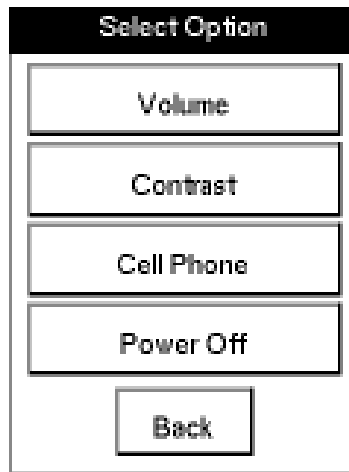 Select Option
Volume
Contrast
Cell Phone
Power Off
Back